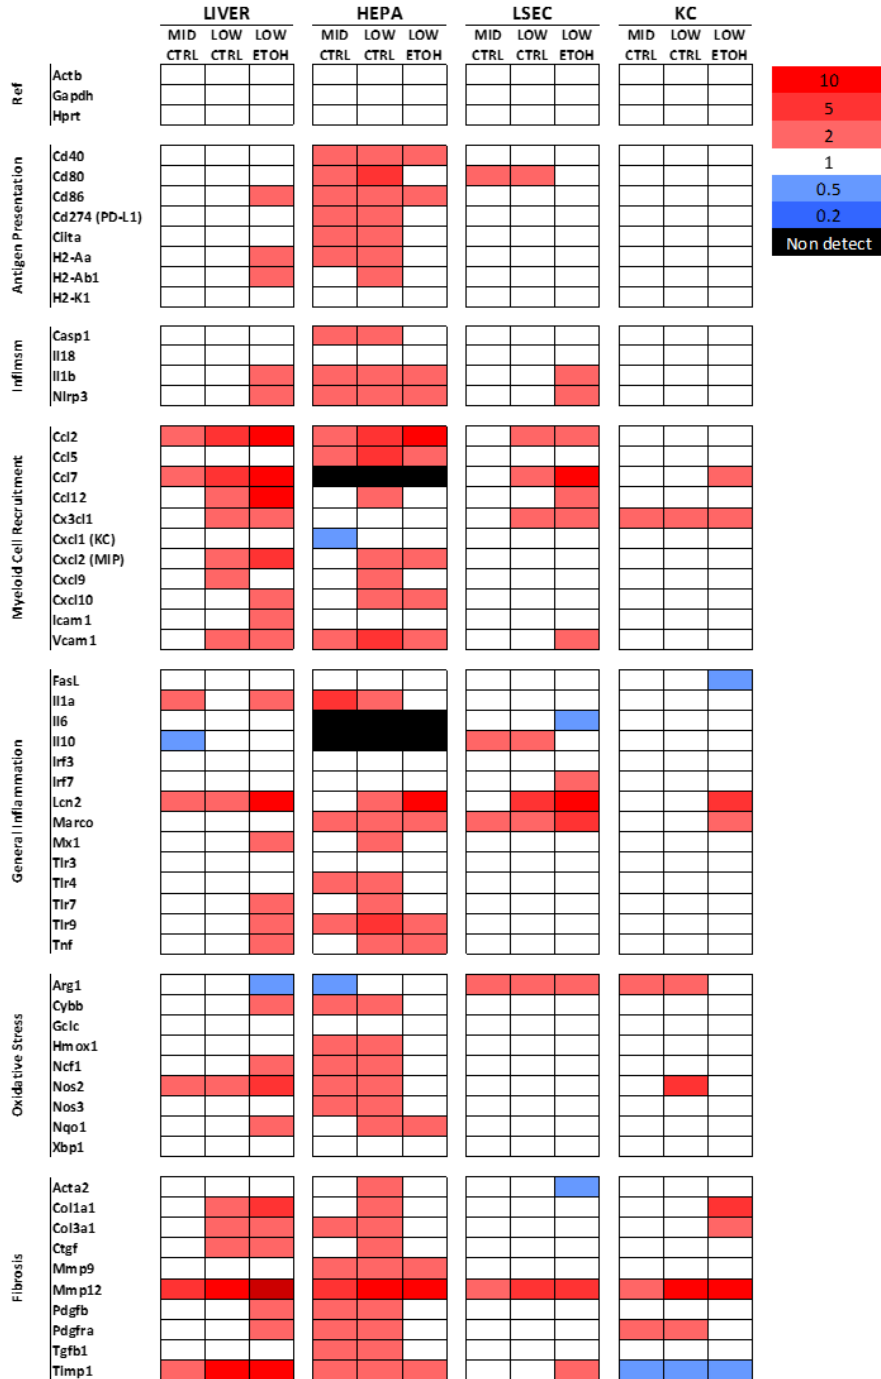 LIVER HEPA LSEC KC
MID LOW LOW MID LOW LOW MID LOW LOW MID LOW LOW
CTRL CTRL ETOH CTRL CTRL ETOH CTRL CTRL ETOH CTRL CTRL ETOH
Ref
Actb
Gapdh
Hprt
10
5
2
1
0.5
0.2
Non detect
Antigen Presentation
Cd40
Cd80
Cd86
Cd274 (PD-L1)
Ciita
H2-Aa
H2-Ab1
H2-K1
Inflmsm
Casp1
Il18
Il1b
Nlrp3
Myeloid Cell Recruitment
Ccl2
Ccl5
Ccl7
Ccl12
Cx3cl1
Cxcl1 (KC)
Cxcl2 (MIP)
Cxcl9
Cxcl10
Icam1
Vcam1
General Inflammation
FasL
Il1a
Il6
Il10
Irf3
Irf7
Lcn2
Marco
Mx1
Tlr3
Tlr4
Tlr7
Tlr9
Tnf
Oxidative Stress
Arg1
Cybb
Gclc
Hmox1
Ncf1
Nos2
Nos3
Nqo1
Xbp1
Fibrosis
Acta2
Col1a1
Col3a1
Ctgf
Mmp9
Mmp12
Pdgfb
Pdgfra
Tgfb1
Timp1